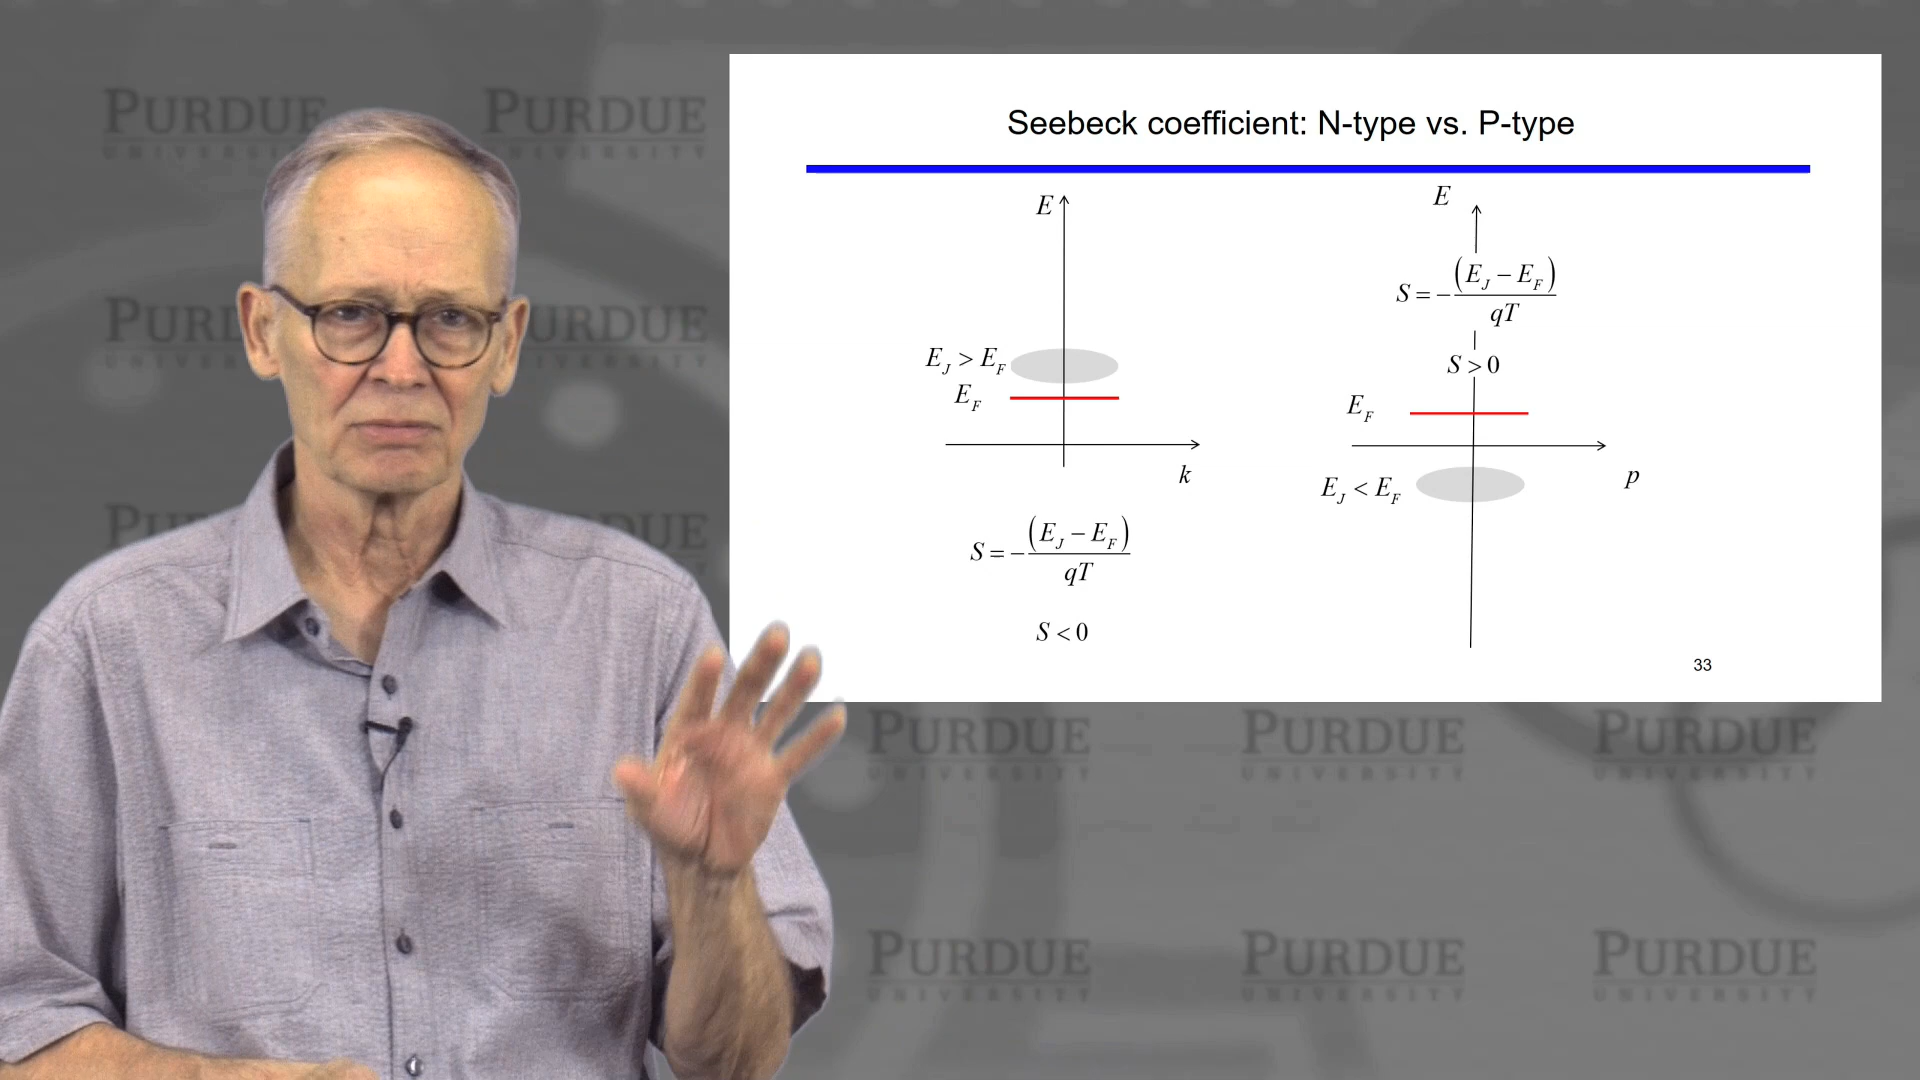 Seebeck coefficient: N-type vs. P-type
E
E_J > E_F
E_F
k
S = -(E_J - E_F)/qT
S < 0
E
S = -(E_J - E_F)/qT
S > 0
E_F
E_J < E_F
p
33
PURDUE
UNIVERSITY
PURDUE
UNIVERSITY
PURDUE
UNIVERSITY
PURDUE
UNIVERSITY
PURDUE
UNIVERSITY
PURDUE
UNIVERSITY
PURDUE
UNIVERSITY
PURDUE
UNIVERSITY